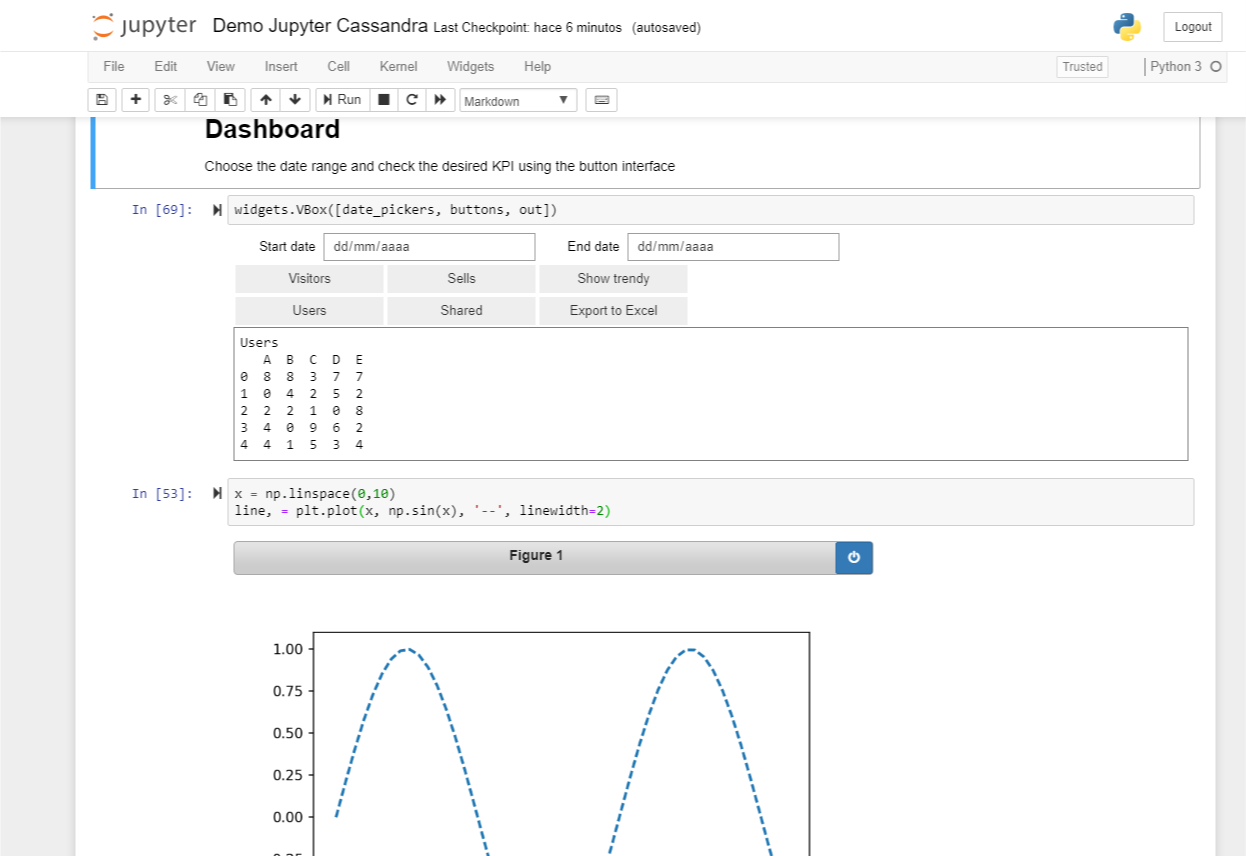 jupyter Demo Jupyter Cassandra Last Checkpoint: hace 6 minutos (autosaved) Logout
File Edit View Insert Cell Kernel Widgets Help Trusted Python 3
Run Markdown
Dashboard
Choose the date range and check the desired KPI using the button interface
In [69]: widgets.VBox([date_pickers, buttons, out])
Start date dd/mm/aaaa End date dd/mm/aaaa
Visitors Sells Show trendy
Users Shared Export to Excel
Users
A B C D E
0 8 8 3 7 7
1 0 4 2 5 2
2 2 2 1 0 8
3 4 0 9 6 2
4 4 1 5 3 4
In [53]: x = np.linspace(0,10)
line, = plt.plot(x, np.sin(x), '--', linewidth=2)
Figure 1
1.00
0.75
0.50
0.25
0.00